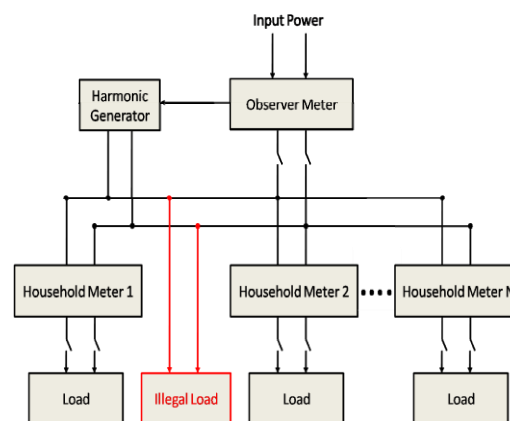 Input Power
Harmonic
Generator
Observer Meter
Household Meter 1
Household Meter 2
Household Meter N
Load
Illegal Load
Load
Load